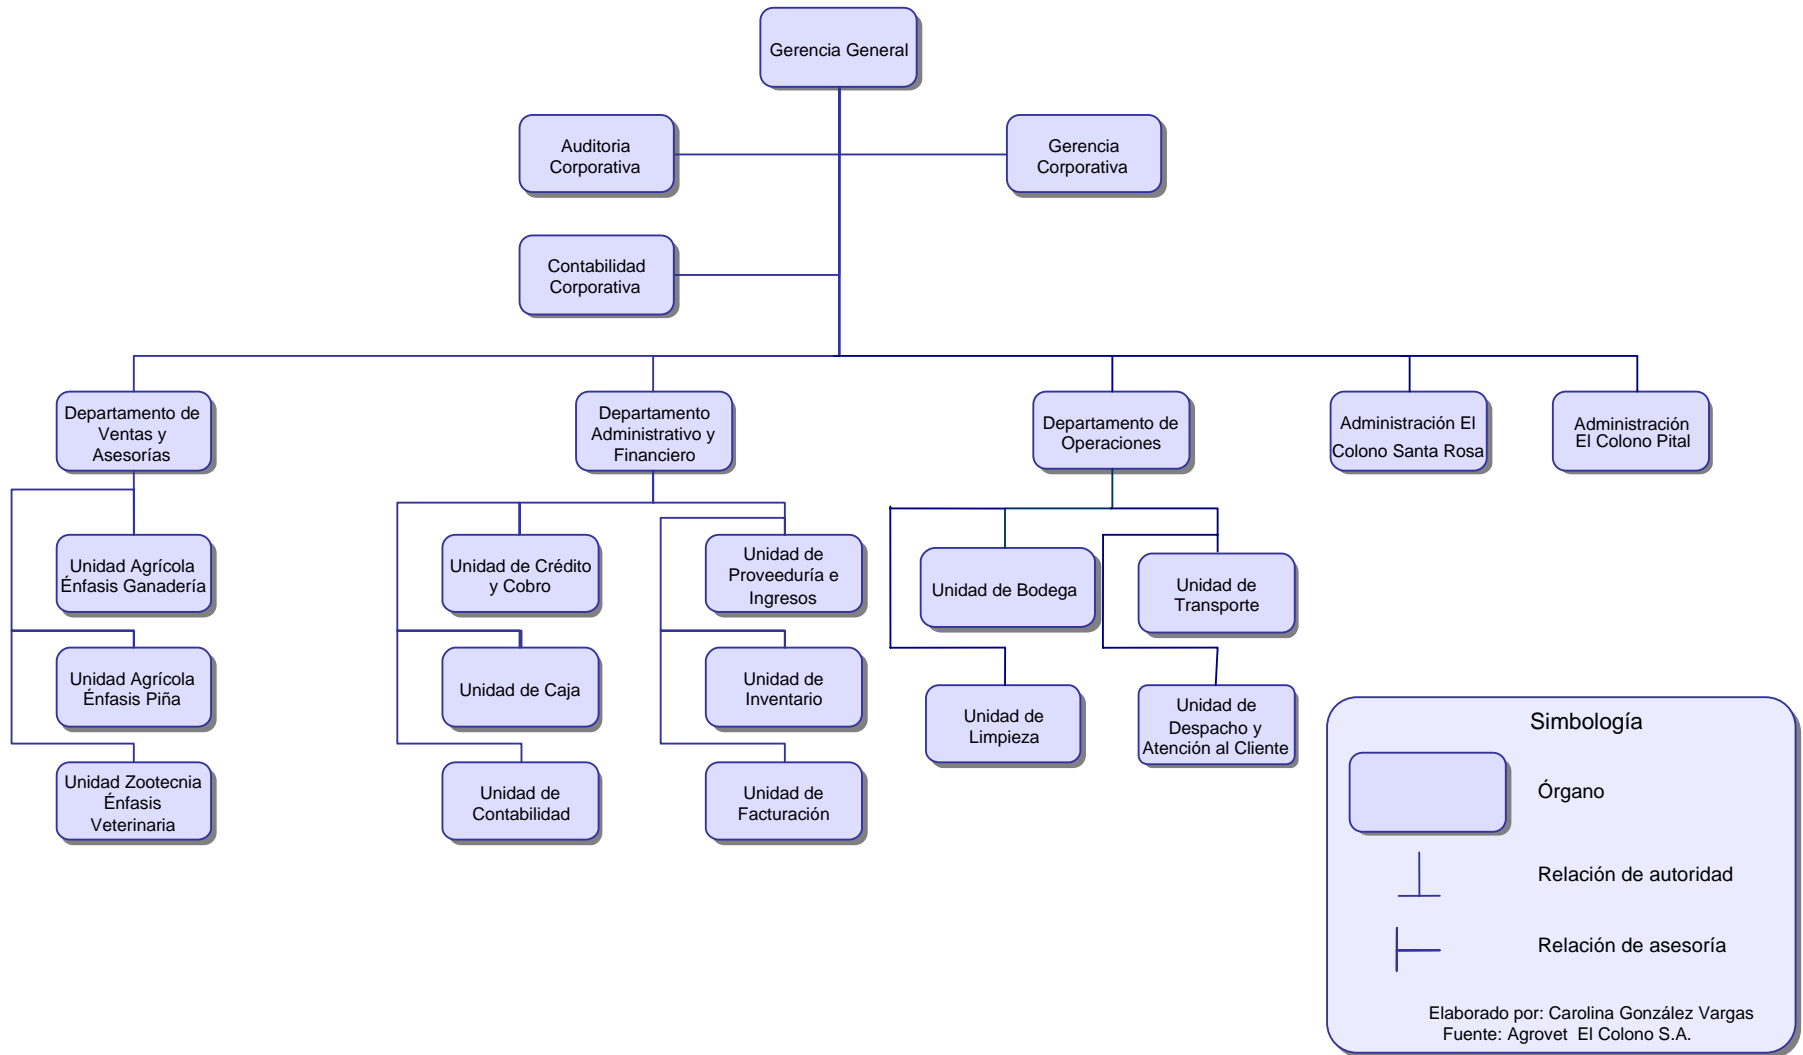 Gerencia General
Auditoria
Corporativa
Gerencia
Corporativa
Contabilidad
Corporativa
Departamento de
Ventas y
Asesorías
Departamento
Administrativo y
Financiero
Departamento de
Operaciones
Administración El
Colono Santa Rosa
Administración
El Colono Pital
Unidad Agrícola
Énfasis Ganadería
Unidad de Crédito
y Cobro
Unidad de
Proveeduría e
Ingresos
Unidad de Bodega
Unidad de
Transporte
Unidad Agrícola
Énfasis Piña
Unidad de Caja
Unidad de
Inventario
Unidad de
Limpieza
Unidad de
Despacho y
Atención al Cliente
Unidad Zootecnia
Énfasis
Veterinaria
Unidad de
Contabilidad
Unidad de
Facturación
Simbología
Órgano
Relación de autoridad
Relación de asesoría
Elaborado por: Carolina González Vargas
Fuente: Agrovet El Colono S.A.